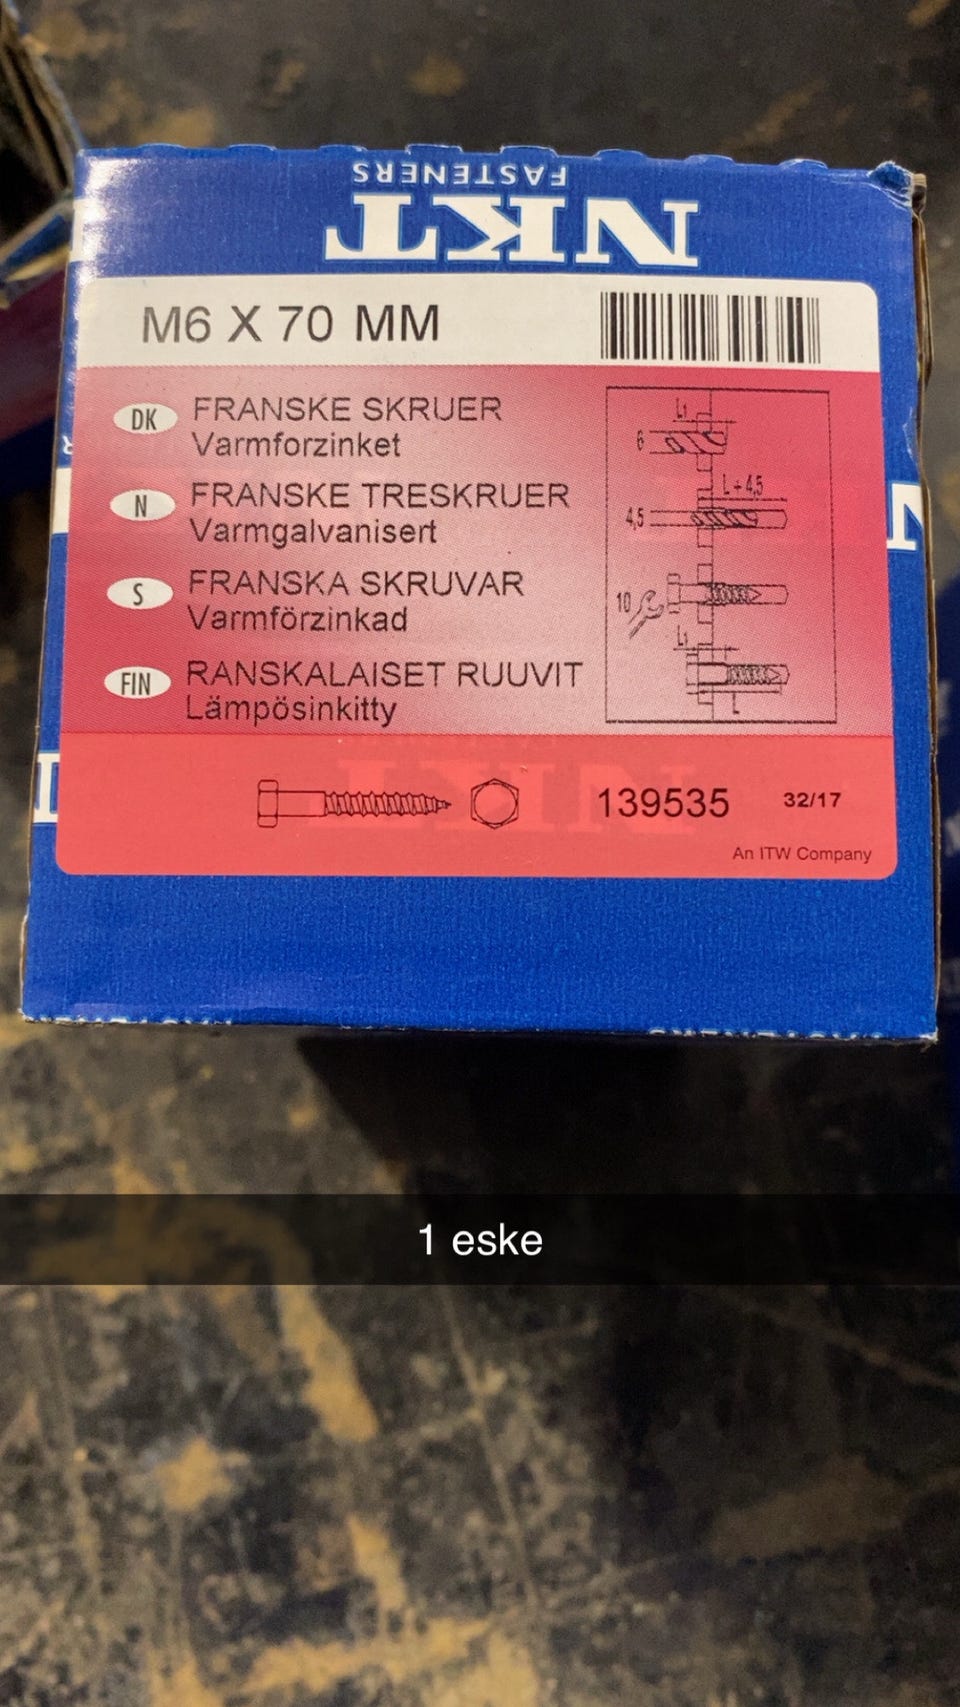 FASTENERS
NKT
M6 X 70 MM
DK FRANSKE SKRUER
Varmforzinket
N FRANSKE TRESKRUER
Varmgalvanisert
S FRANSKA SKRUVAR
Varmförzinkad
FIN RANSKALAISET RUUVIT
Lämpösinkitty
L₁
6
L + 4,5
4,5
10
L₁
L
139535 32/17
An ITW Company
1 eske